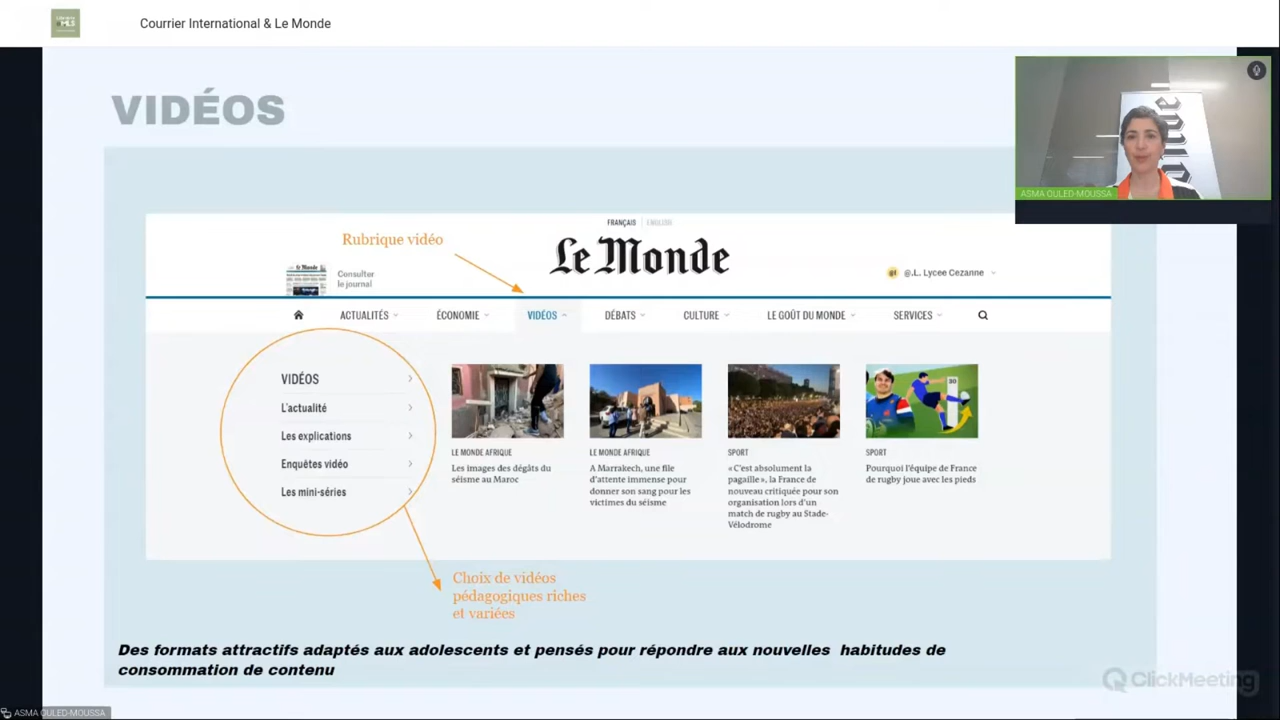 Courrier International & Le Monde
VIDÉOS
ASMA OULED-MOUSSA
Rubrique vidéo
FRANÇAIS ENGLISH
Le Monde
Consulter
le journal
@.L. Lycee Cezanne
ACTUALITÉS ÉCONOMIE VIDÉOS DÉBATS CULTURE LE GOÛT DU MONDE SERVICES
VIDÉOS
L'actualité
Les explications
Enquêtes vidéo
Les mini-séries
LE MONDE AFRIQUE
Les images des dégâts du
séisme au Maroc
LE MONDE AFRIQUE
A Marrakech, une file
d'attente immense pour
donner son sang pour les
victimes du séisme
SPORT
« C'est absolument la
pagaille », la France de
nouveau critiquée pour son
organisation lors d'un
match de rugby au Stade-
Vélodrome
30
SPORT
Pourquoi l'équipe de France
de rugby joue avec les pieds
Choix de vidéos
pédagogiques riches
et variées
Des formats attractifs adaptés aux adolescents et pensés pour répondre aux nouvelles habitudes de
consommation de contenu
ClickMeeting
ASMA OULED-MOUSSA